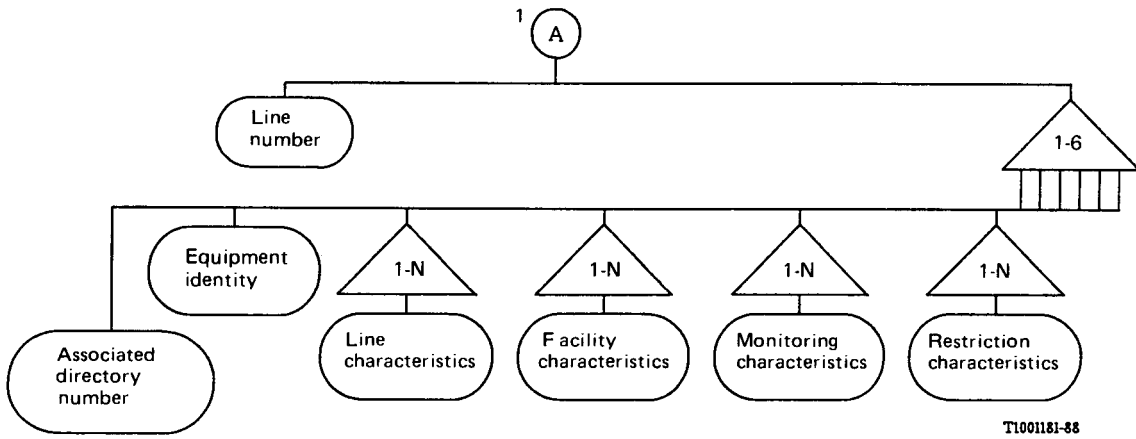 1
A
Line
number
1-6
Equipment
identity
1-N
1-N
1-N
1-N
Associated
directory
number
Line
characteristics
Facility
characteristics
Monitoring
characteristics
Restriction
characteristics
T1001181-88